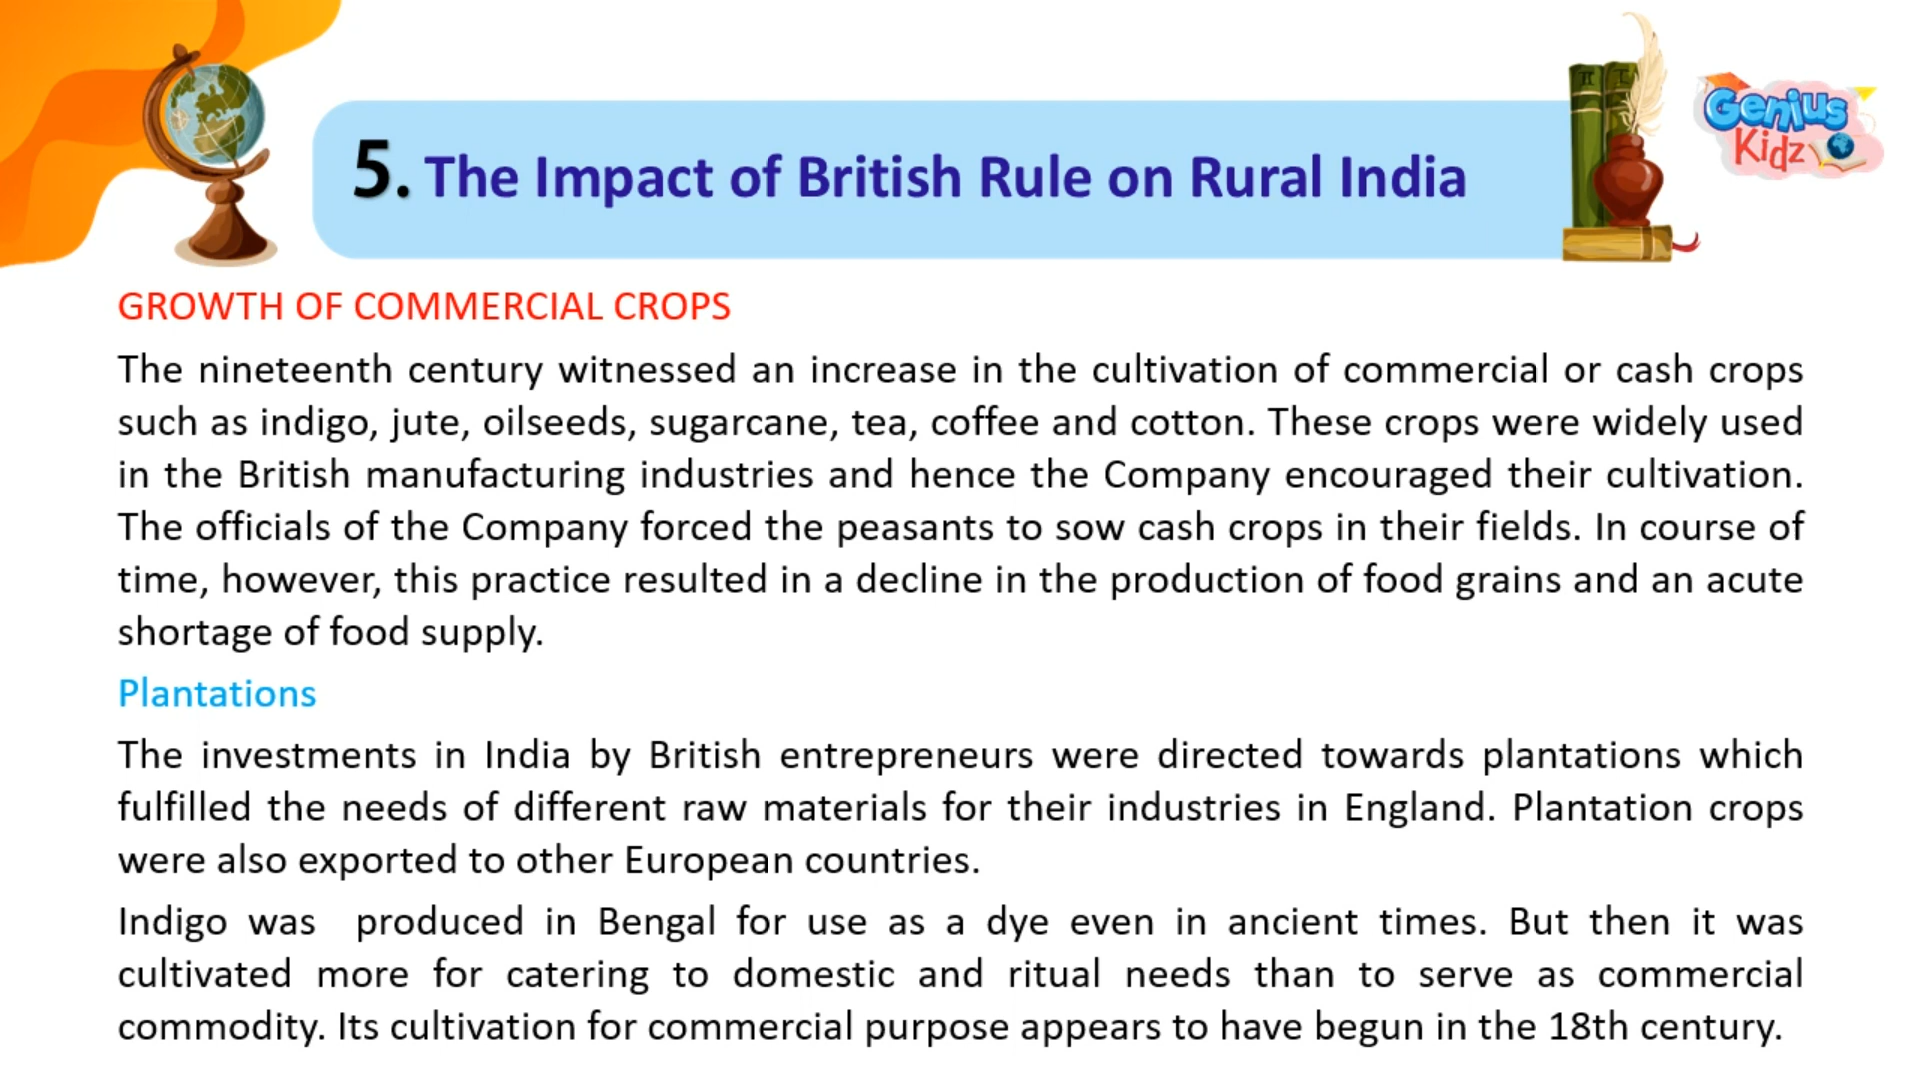 5. The Impact of British Rule on Rural India
Genius
Kidz
GROWTH OF COMMERCIAL CROPS
The nineteenth century witnessed an increase in the cultivation of commercial or cash crops
such as indigo, jute, oilseeds, sugarcane, tea, coffee and cotton. These crops were widely used
in the British manufacturing industries and hence the Company encouraged their cultivation.
The officials of the Company forced the peasants to sow cash crops in their fields. In course of
time, however, this practice resulted in a decline in the production of food grains and an acute
shortage of food supply.
Plantations
The investments in India by British entrepreneurs were directed towards plantations which
fulfilled the needs of different raw materials for their industries in England. Plantation crops
were also exported to other European countries.
Indigo was produced in Bengal for use as a dye even in ancient times. But then it was
cultivated more for catering to domestic and ritual needs than to serve as commercial
commodity. Its cultivation for commercial purpose appears to have begun in the 18th century.